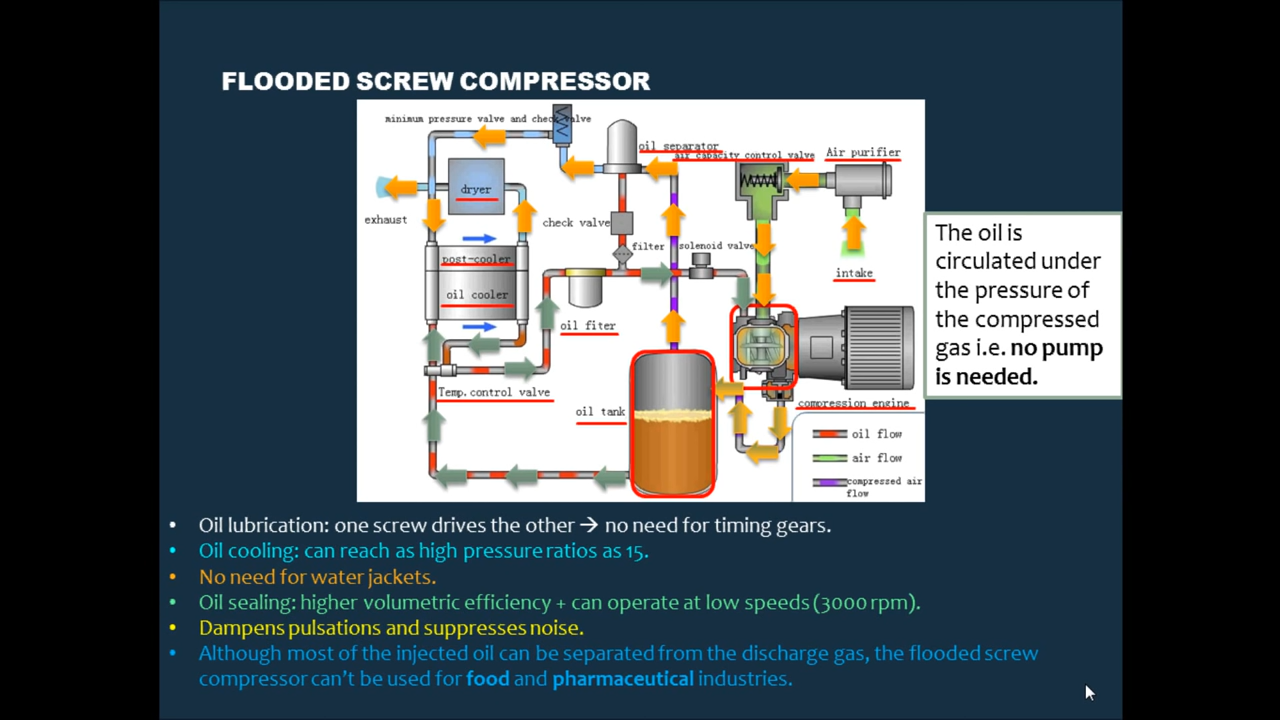 FLOODED SCREW COMPRESSOR
minimum pressure valve and check valve
oil separator
air capacity control valve
Air purifier
dryer
exhaust
check valve
filter
solenoid valve
intake
post-cooler
oil cooler
oil fiter
Temp.control valve
oil tank
compression engine
oil flow
air flow
compressed air
flow
The oil is
circulated under
the pressure of
the compressed
gas i.e. no pump
is needed.
• Oil lubrication: one screw drives the other → no need for timing gears.
• Oil cooling: can reach as high pressure ratios as 15.
• No need for water jackets.
• Oil sealing: higher volumetric efficiency + can operate at low speeds (3000 rpm).
• Dampens pulsations and suppresses noise.
• Although most of the injected oil can be separated from the discharge gas, the flooded screw
compressor can't be used for food and pharmaceutical industries.